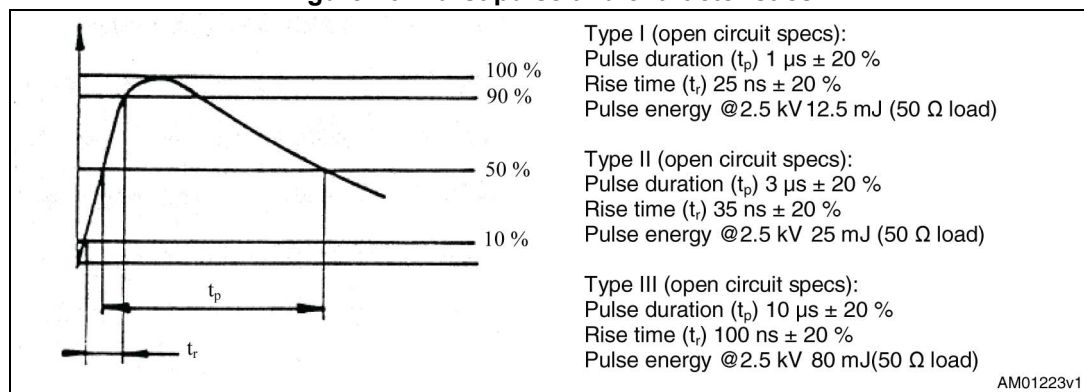 100 %
90 %
50 %
10 %
tp
tr
Type I (open circuit specs):
Pulse duration (tp) 1 µs ± 20 %
Rise time (tr) 25 ns ± 20 %
Pulse energy @2.5 kV 12.5 mJ (50 Ω load)
Type II (open circuit specs):
Pulse duration (tp) 3 µs ± 20 %
Rise time (tr) 35 ns ± 20 %
Pulse energy @2.5 kV 25 mJ (50 Ω load)
Type III (open circuit specs):
Pulse duration (tp) 10 µs ± 20 %
Rise time (tr) 100 ns ± 20 %
Pulse energy @2.5 kV 80 mJ(50 Ω load)
AM01223v1